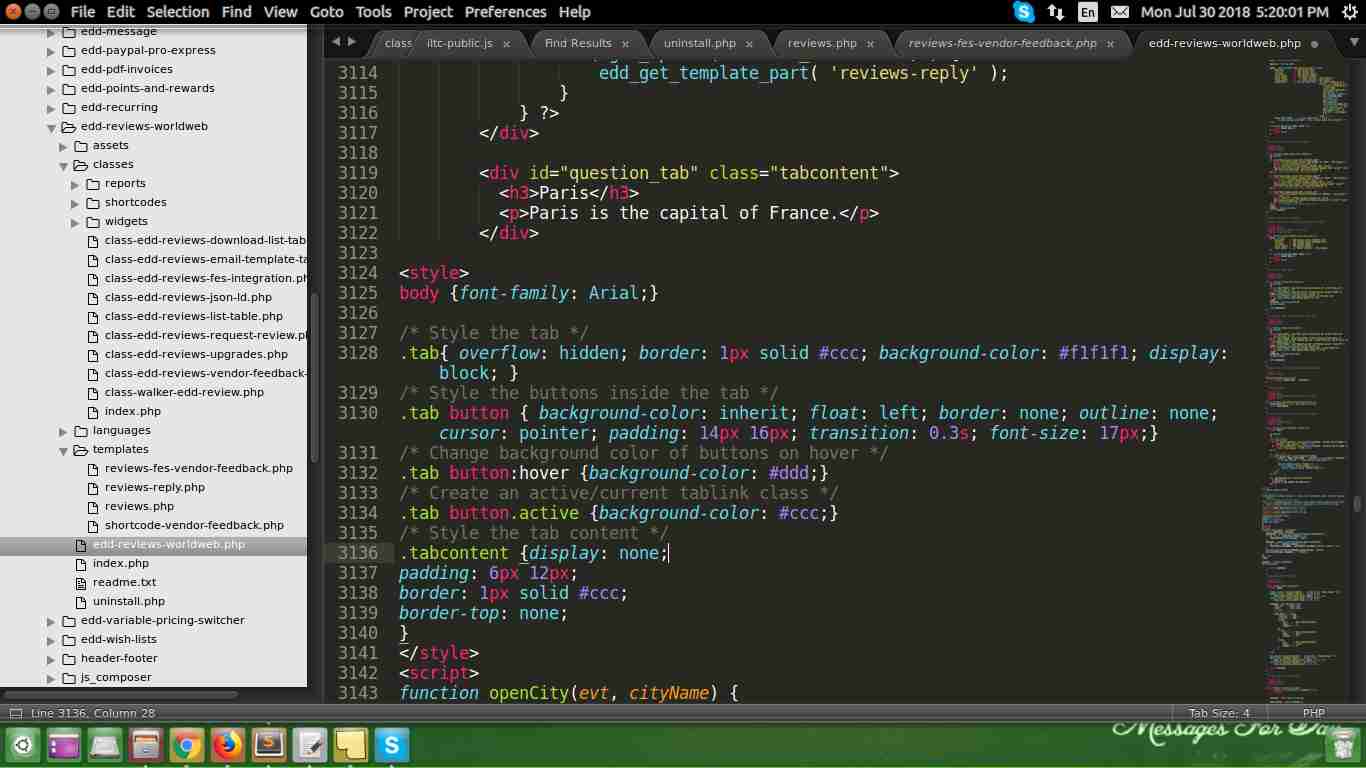 File Edit Selection Find View Goto Tools Project Preferences Help
En Mon Jul 30 2018 5:20:01 PM
class iltc-public.js × Find Results × uninstall.php × reviews.php × reviews-fes-vendor-feedback.php × edd-reviews-worldweb.php
edd-message
edd-paypal-pro-express
edd-pdf-invoices
edd-points-and-rewards
edd-recurring
edd-reviews-worldweb
assets
classes
reports
shortcodes
widgets
class-edd-reviews-download-list-tab
class-edd-reviews-email-template-ta
class-edd-reviews-fes-integration.ph
class-edd-reviews-json-ld.php
class-edd-reviews-list-table.php
class-edd-reviews-request-review.p
class-edd-reviews-upgrades.php
class-edd-reviews-vendor-feedback-
class-walker-edd-review.php
index.php
languages
templates
reviews-fes-vendor-feedback.php
reviews-reply.php
reviews.php
shortcode-vendor-feedback.php
edd-reviews-worldweb.php
index.php
readme.txt
uninstall.php
edd-variable-pricing-switcher
edd-wish-lists
header-footer
js_composer
3114 edd_get_template_part( 'reviews-reply' );
3115 }
3116 } ?>
3117 </div>
3118
3119 <div id="question_tab" class="tabcontent">
3120 <h3>Paris</h3>
3121 <p>Paris is the capital of France.</p>
3122 </div>
3123
3124 <style>
3125 body {font-family: Arial;}
3126
3127 /* Style the tab */
3128 .tab{ overflow: hidden; border: 1px solid #ccc; background-color: #f1f1f1; display:
block; }
3129 /* Style the buttons inside the tab */
3130 .tab button { background-color: inherit; float: left; border: none; outline: none;
cursor: pointer; padding: 14px 16px; transition: 0.3s; font-size: 17px;}
3131 /* Change background color of buttons on hover */
3132 .tab button:hover {background-color: #ddd;}
3133 /* Create an active/current tablink class */
3134 .tab button.active {background-color: #ccc;}
3135 /* Style the tab content */
3136 .tabcontent {display: none;
3137 padding: 6px 12px;
3138 border: 1px solid #ccc;
3139 border-top: none;
3140 }
3141 </style>
3142 <script>
3143 function openCity(evt, cityName) {
Line 3136, Column 28 Tab Size: 4 PHP
Messages For Day